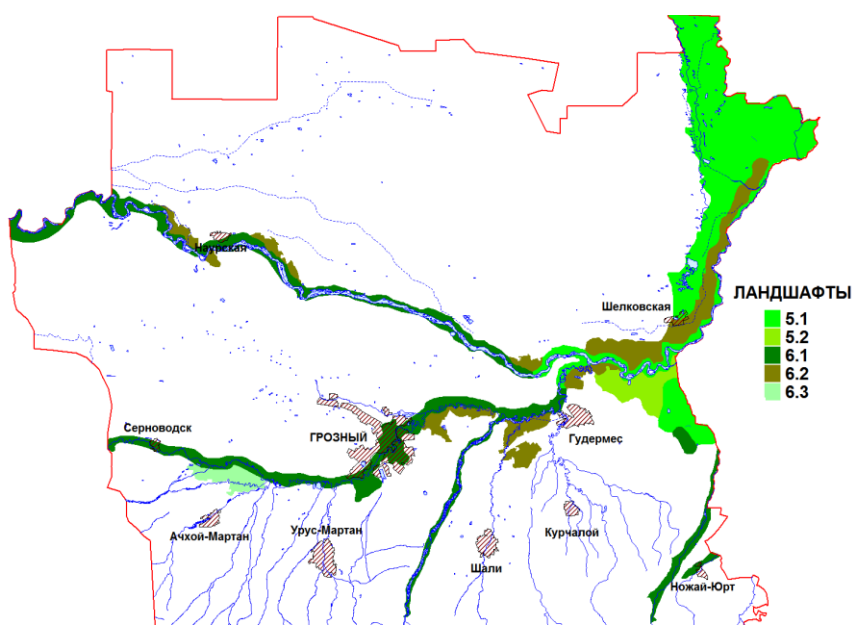 Наурская
Шелковская
ЛАНДШАФТЫ
5.1
5.2
6.1
6.2
6.3
Серноводск
ГРОЗНЫЙ
Гудермес
Ачхой-Мартан
Урус-Мартан
Шали
Курчалой
Ножай-Юрт